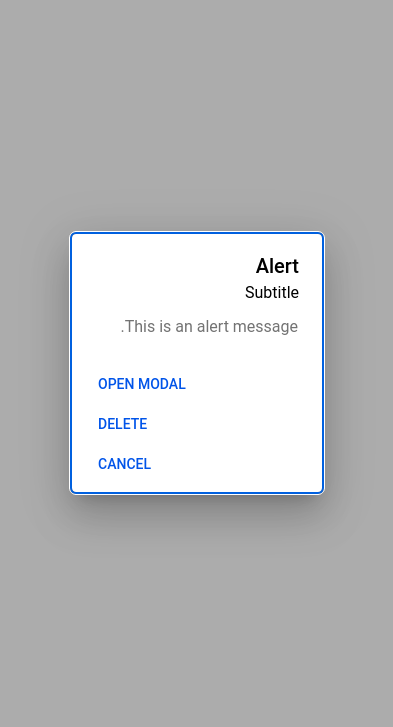 Alert
Subtitle
.This is an alert message
OPEN MODAL
DELETE
CANCEL